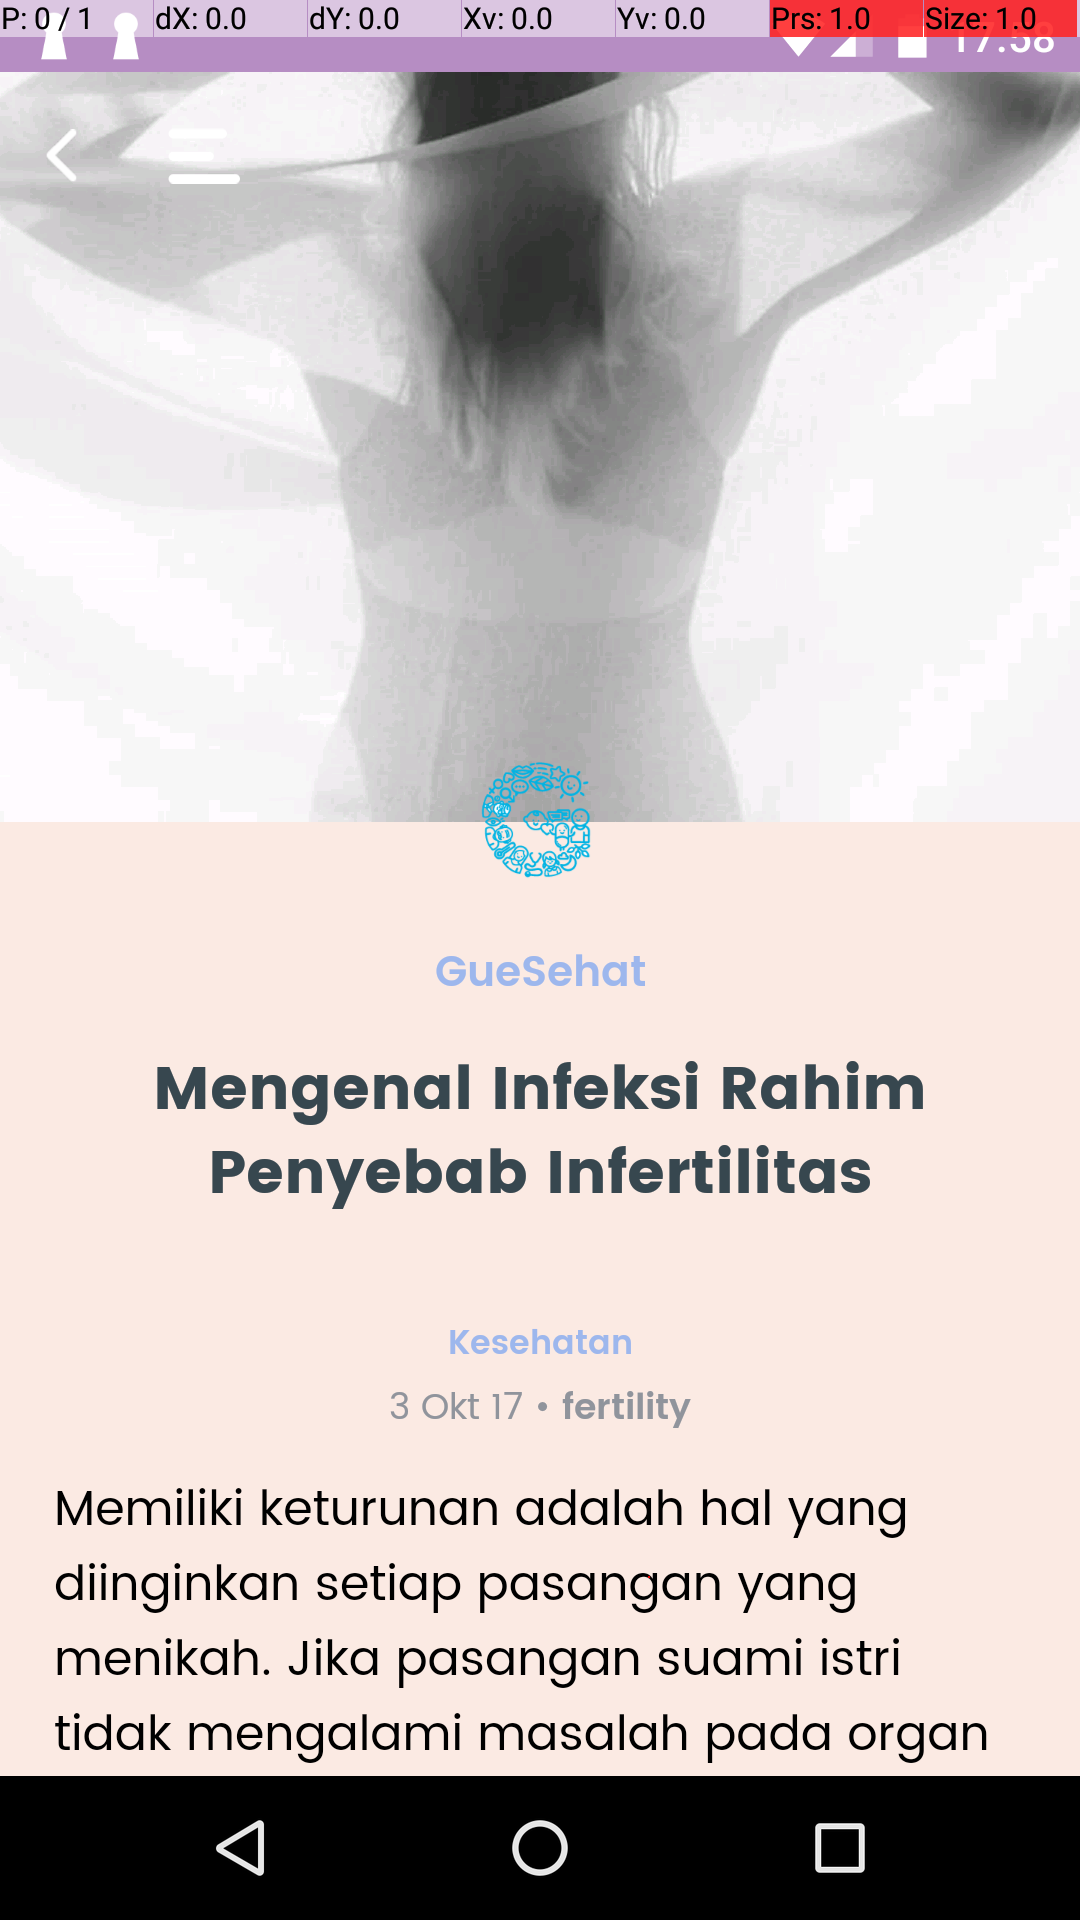 P: 0 / 1 dX: 0.0 dY: 0.0 Xv: 0.0 Yv: 0.0 Prs: 1.0 Size: 1.0
17:58
GueSehat
Mengenal Infeksi Rahim
Penyebab Infertilitas
Kesehatan
3 Okt 17 • fertility
Memiliki keturunan adalah hal yang
diinginkan setiap pasangan yang
menikah. Jika pasangan suami istri
tidak mengalami masalah pada organ